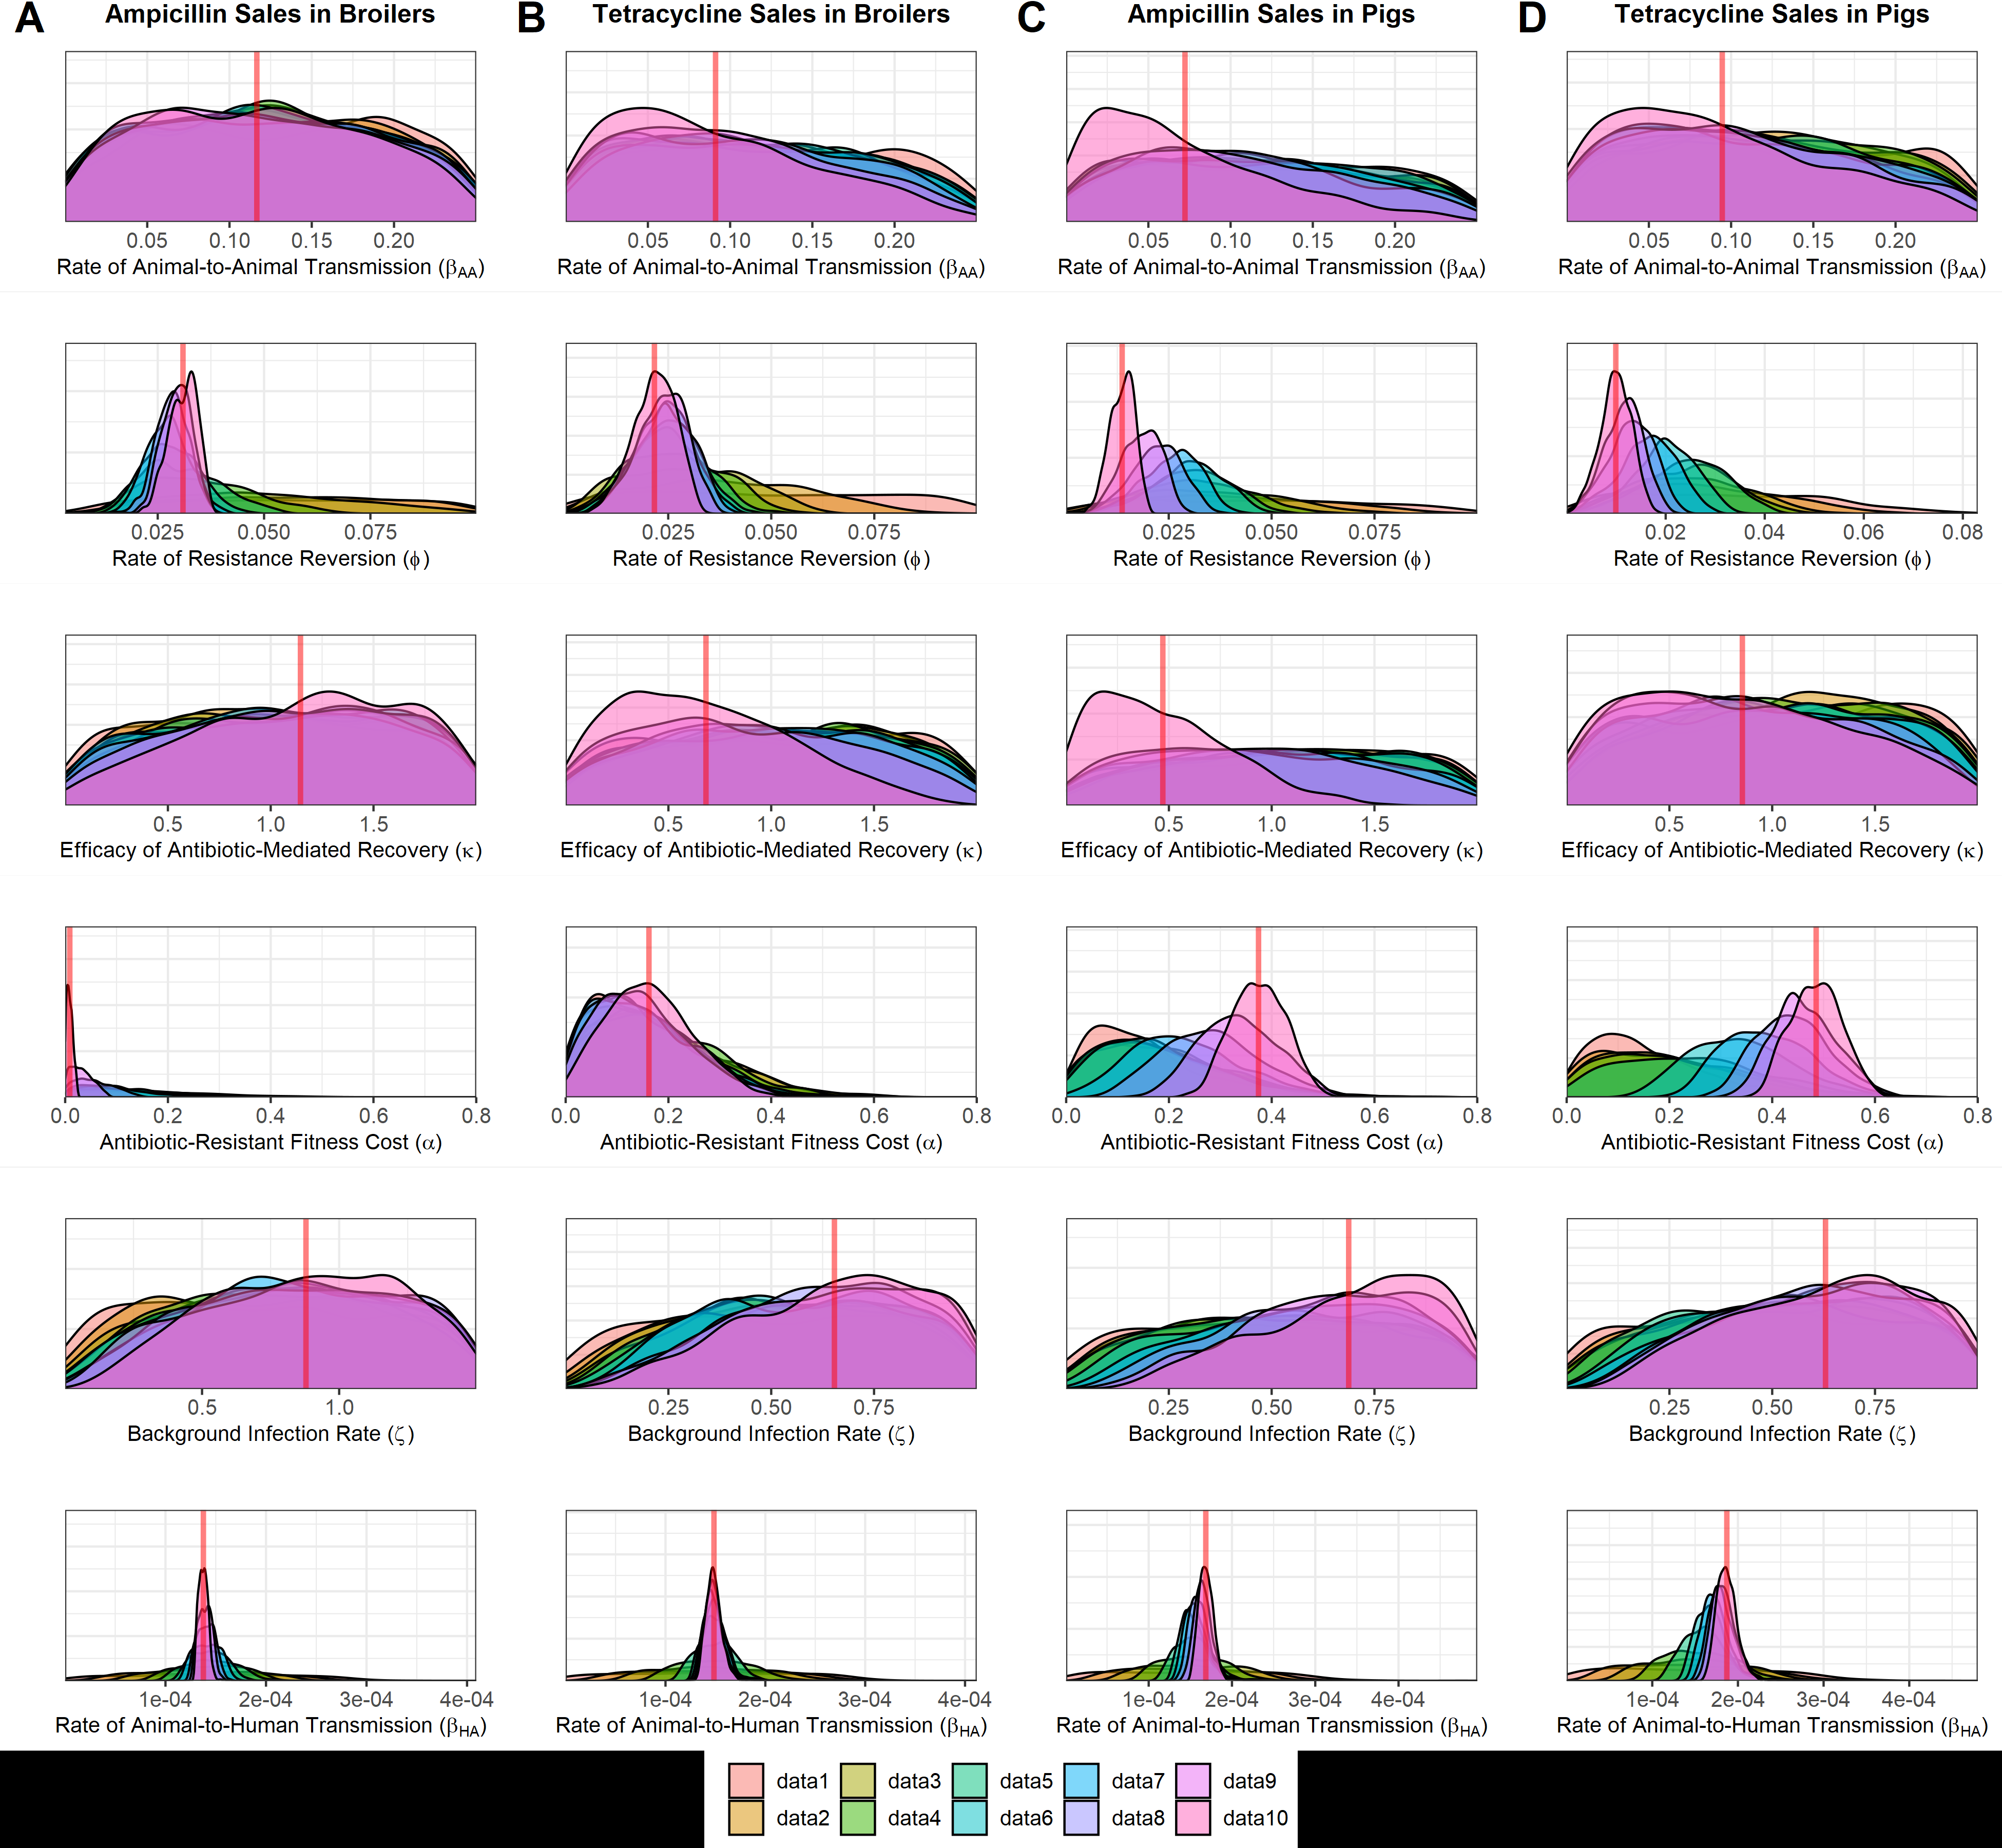 A Ampicillin Sales in Broilers B Tetracycline Sales in Broilers C Ampicillin Sales in Pigs D Tetracycline Sales in Pigs
0.05 0.10 0.15 0.20 0.05 0.10 0.15 0.20 0.05 0.10 0.15 0.20 0.05 0.10 0.15 0.20
Rate of Animal-to-Animal Transmission (βAA) Rate of Animal-to-Animal Transmission (βAA) Rate of Animal-to-Animal Transmission (βAA) Rate of Animal-to-Animal Transmission (βAA)
0.025 0.050 0.075 0.025 0.050 0.075 0.025 0.050 0.075 0.02 0.04 0.06 0.08
Rate of Resistance Reversion (ϕ) Rate of Resistance Reversion (ϕ) Rate of Resistance Reversion (ϕ) Rate of Resistance Reversion (ϕ)
0.5 1.0 1.5 0.5 1.0 1.5 0.5 1.0 1.5 0.5 1.0 1.5
Efficacy of Antibiotic-Mediated Recovery (κ) Efficacy of Antibiotic-Mediated Recovery (κ) Efficacy of Antibiotic-Mediated Recovery (κ) Efficacy of Antibiotic-Mediated Recovery (κ)
0.0 0.2 0.4 0.6 0.8 0.0 0.2 0.4 0.6 0.8 0.0 0.2 0.4 0.6 0.8 0.0 0.2 0.4 0.6 0.8
Antibiotic-Resistant Fitness Cost (α) Antibiotic-Resistant Fitness Cost (α) Antibiotic-Resistant Fitness Cost (α) Antibiotic-Resistant Fitness Cost (α)
0.5 1.0 0.25 0.50 0.75 0.25 0.50 0.75 0.25 0.50 0.75
Background Infection Rate (ζ) Background Infection Rate (ζ) Background Infection Rate (ζ) Background Infection Rate (ζ)
1e-04 2e-04 3e-04 4e-04 1e-04 2e-04 3e-04 4e-04 1e-04 2e-04 3e-04 4e-04 1e-04 2e-04 3e-04 4e-04
Rate of Animal-to-Human Transmission (βHA) Rate of Animal-to-Human Transmission (βHA) Rate of Animal-to-Human Transmission (βHA) Rate of Animal-to-Human Transmission (βHA)
data1 data3 data5 data7 data9
data2 data4 data6 data8 data10